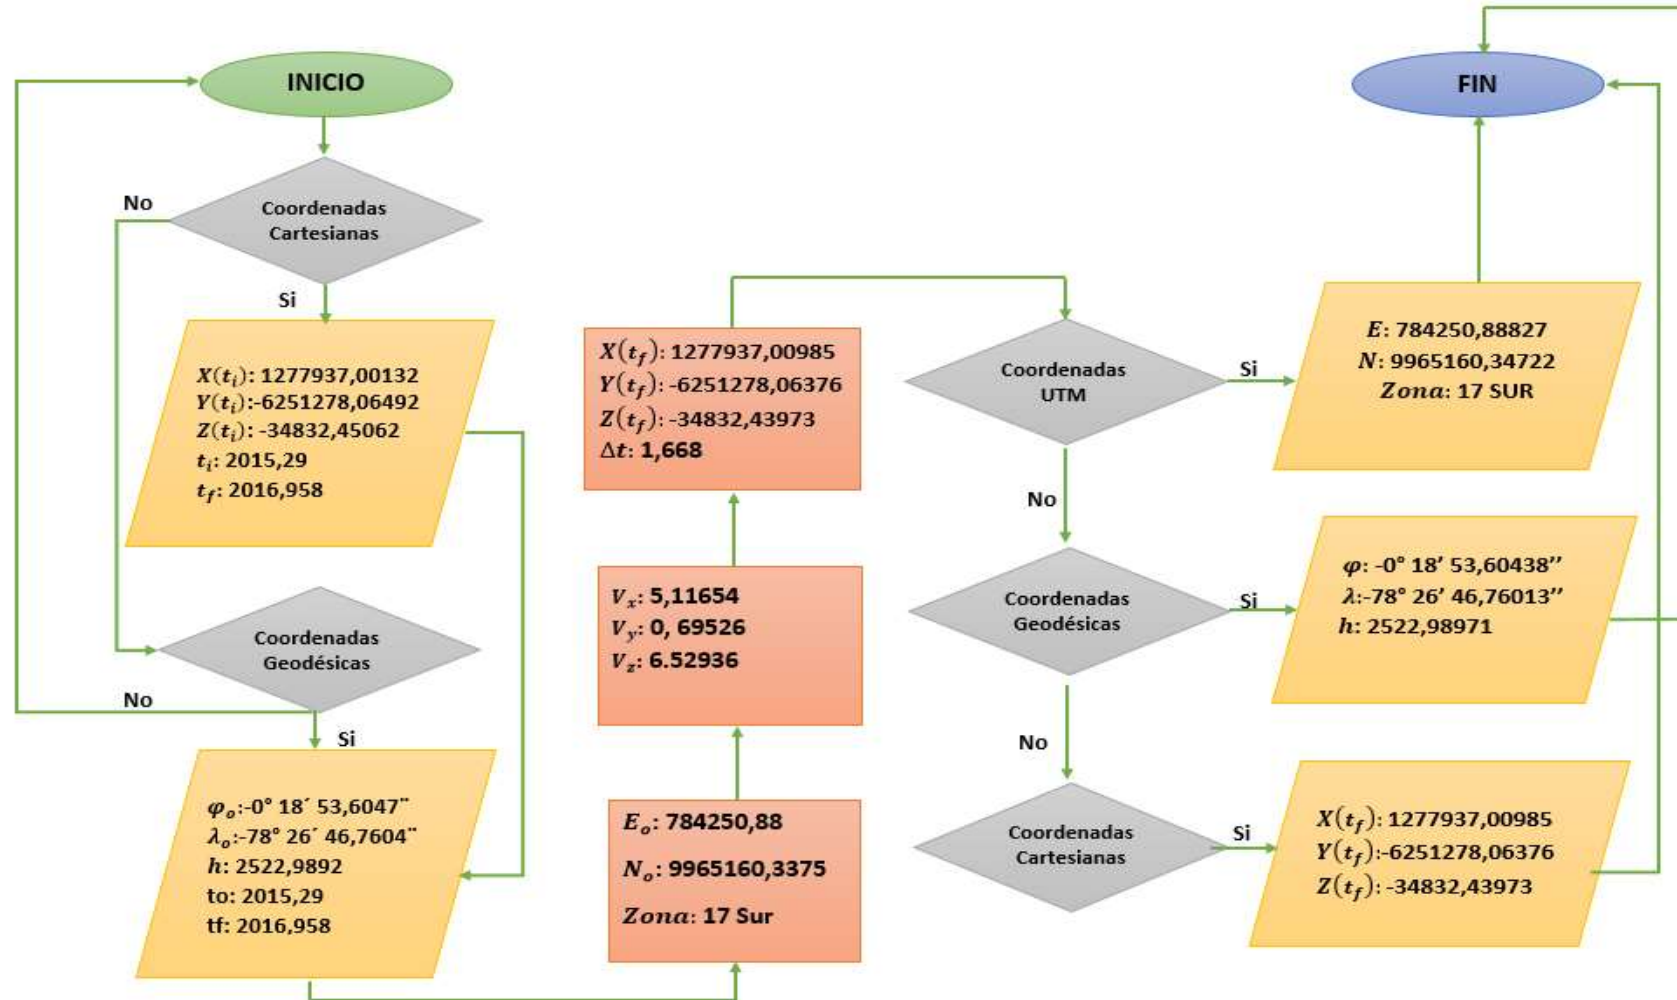 INICIO
Coordenadas
Cartesianas
No
Si
X(tᵢ): 1277937,00132
Y(tᵢ):-6251278,06492
Z(tᵢ): -34832,45062
tᵢ: 2015,29
t_f: 2016,958
Coordenadas
Geodésicas
No
Si
φₒ:-0° 18´ 53,6047¨
λₒ:-78° 26´ 46,7604¨
h: 2522,9892
to: 2015,29
tf: 2016,958
Eₒ: 784250,88
Nₒ: 9965160,3375
Zona: 17 Sur
Vₓ: 5,11654
V_y: 0, 69526
V_z: 6.52936
X(t_f): 1277937,00985
Y(t_f): -6251278,06376
Z(t_f): -34832,43973
Δt: 1,668
Coordenadas
UTM
Si
No
E: 784250,88827
N: 9965160,34722
Zona: 17 SUR
Coordenadas
Geodésicas
Si
No
φ: -0° 18’ 53,60438’’
λ:-78° 26’ 46,76013’’
h: 2522,98971
Coordenadas
Cartesianas
Si
X(t_f): 1277937,00985
Y(t_f):-6251278,06376
Z(t_f): -34832,43973
FIN